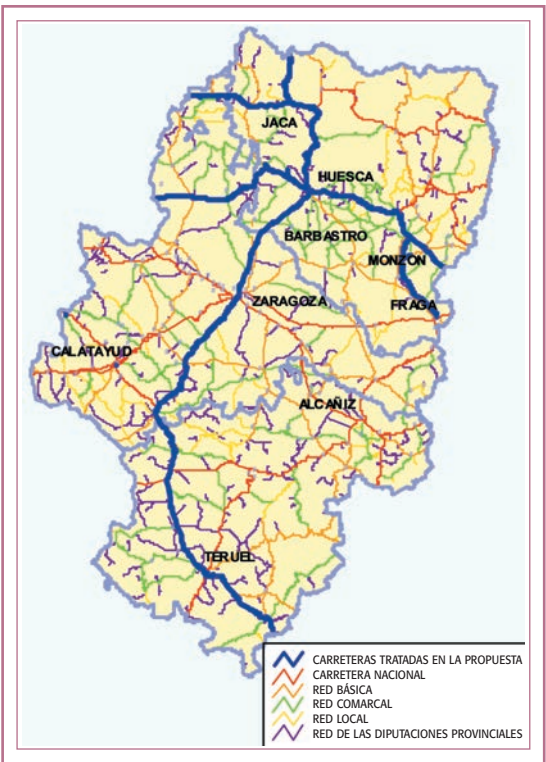 JACA
HUESCA
BARBASTRO
MONZÓN
ZARAGOZA
FRAGA
CALATAYUD
ALCAÑIZ
TERUEL
CARRETERAS TRATADAS EN LA PROPUESTA
CARRETERA NACIONAL
RED BÁSICA
RED COMARCAL
RED LOCAL
RED DE LAS DIPUTACIONES PROVINCIALES